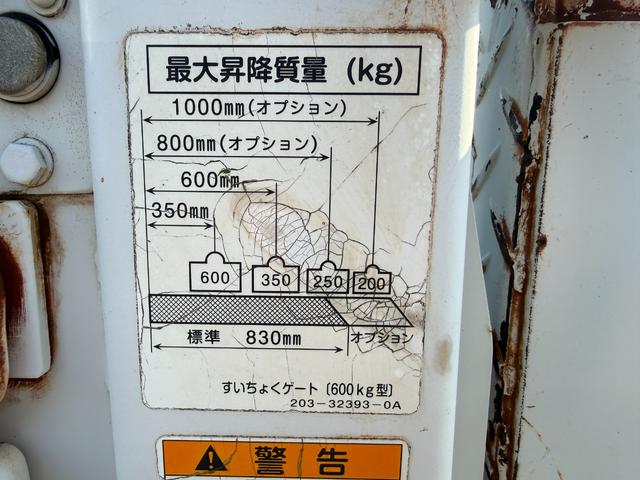 最大昇降質量 (kg)
1000mm(オプション)
800mm(オプション)
600mm
350mm
600 350 250 200
標準 830mm オプション
すいちょくゲート〔600kg型〕
203-32393-0A
警告